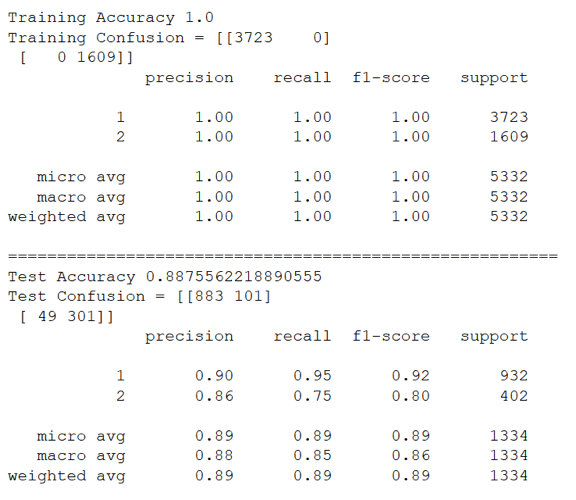 Training Accuracy 1.0
Training Confusion = [[3723    0]
 [   0 1609]]
              precision    recall  f1-score   support

           1       1.00      1.00      1.00      3723
           2       1.00      1.00      1.00      1609

   micro avg       1.00      1.00      1.00      5332
   macro avg       1.00      1.00      1.00      5332
weighted avg       1.00      1.00      1.00      5332

========================================================
Test Accuracy 0.8875562218890555
Test Confusion = [[883 101]
 [ 49 301]]
              precision    recall  f1-score   support

           1       0.90      0.95      0.92       932
           2       0.86      0.75      0.80       402

   micro avg       0.89      0.89      0.89      1334
   macro avg       0.88      0.85      0.86      1334
weighted avg       0.89      0.89      0.89      1334